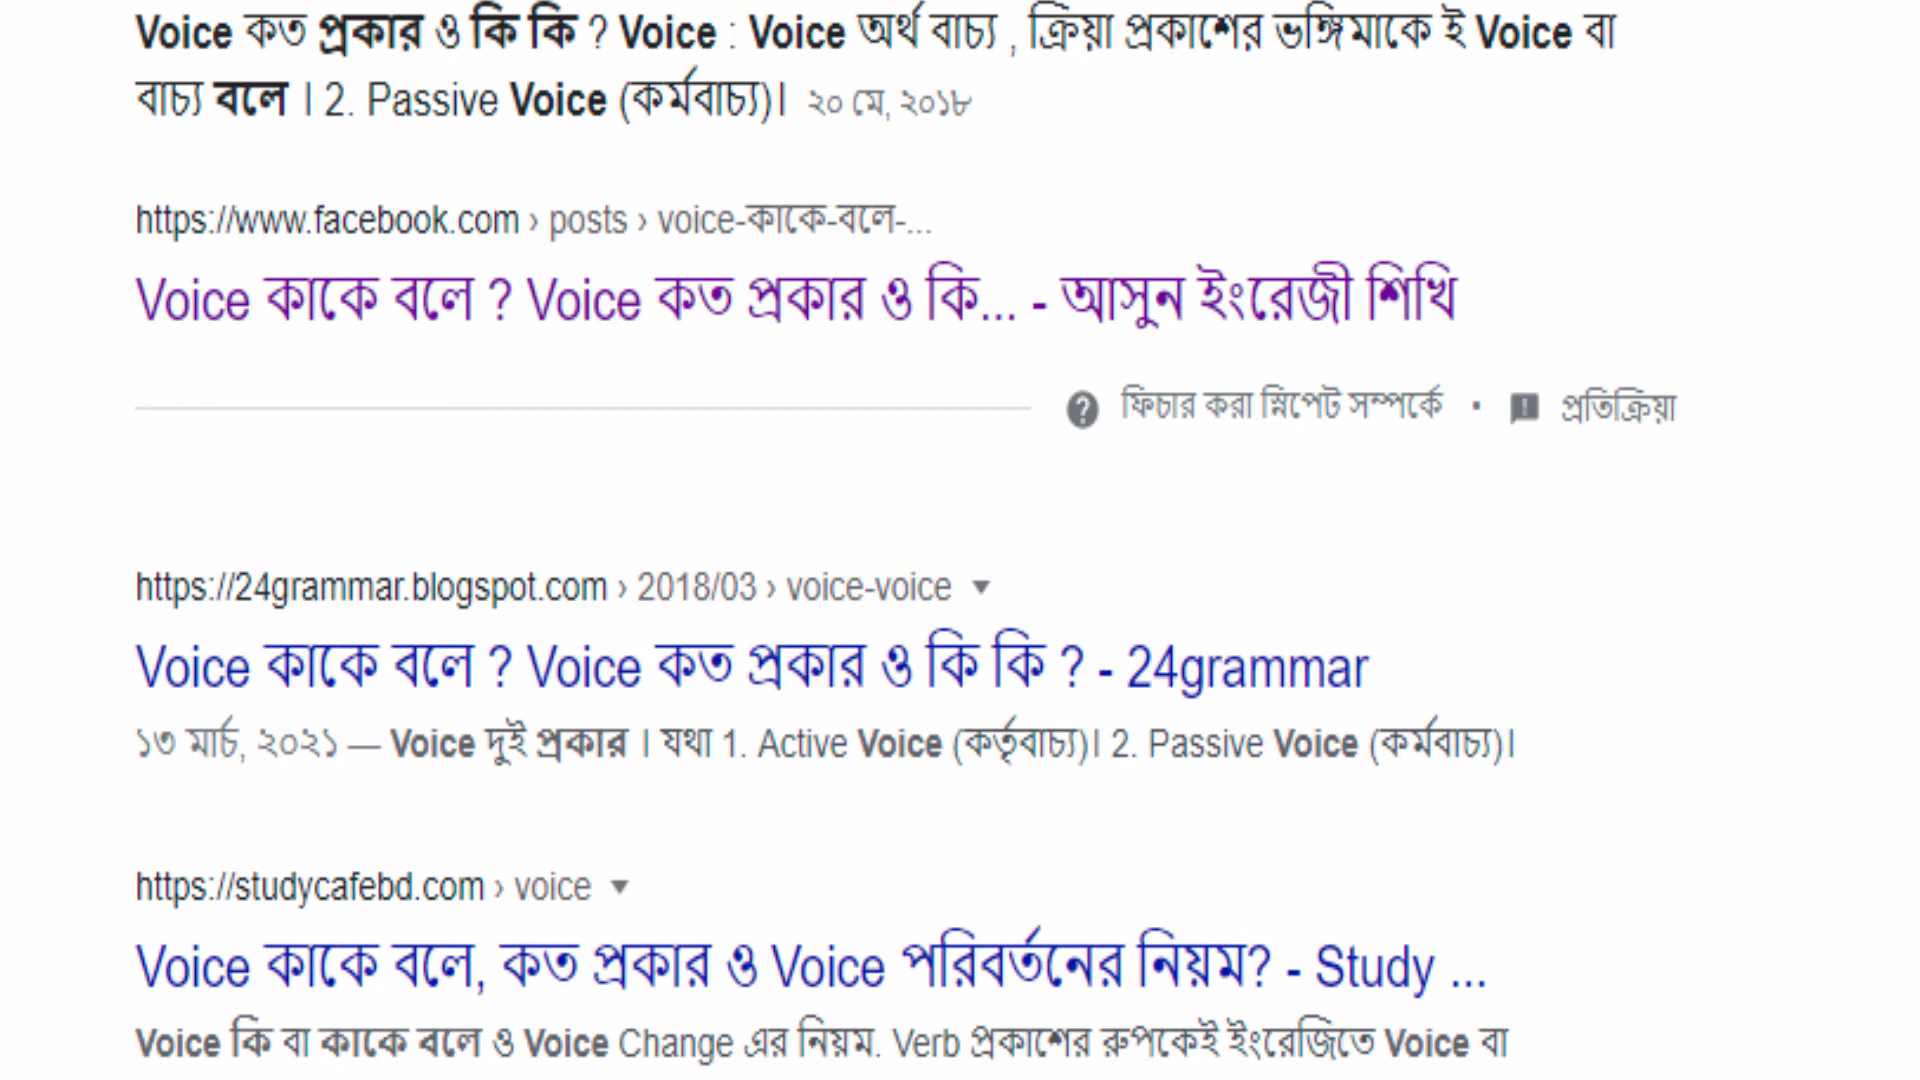 Voice কত প্রকার ও কি কি ? Voice : Voice অর্থ বাচ্য , ক্রিয়া প্রকাশের ভঙ্গিমাকে ই Voice বা
বাচ্য বলে । 2. Passive Voice (কর্মবাচ্য)। ২০ মে, ২০১৮
https://www.facebook.com › posts › voice-কাকে-বলে-...
Voice কাকে বলে ? Voice কত প্রকার ও কি... - আসুন ইংরেজী শিখি
ফিচার করা স্নিপেট সম্পর্কে • প্রতিক্রিয়া
https://24grammar.blogspot.com › 2018/03 › voice-voice
Voice কাকে বলে ? Voice কত প্রকার ও কি কি ? - 24grammar
১৩ মার্চ, ২০২১ — Voice দুই প্রকার । যথা 1. Active Voice (কর্তৃবাচ্য)। 2. Passive Voice (কর্মবাচ্য)।
https://studycafebd.com › voice
Voice কাকে বলে, কত প্রকার ও Voice পরিবর্তনের নিয়ম? - Study ...
Voice কি বা কাকে বলে ও Voice Change এর নিয়ম. Verb প্রকাশের রুপকেই ইংরেজিতে Voice বা